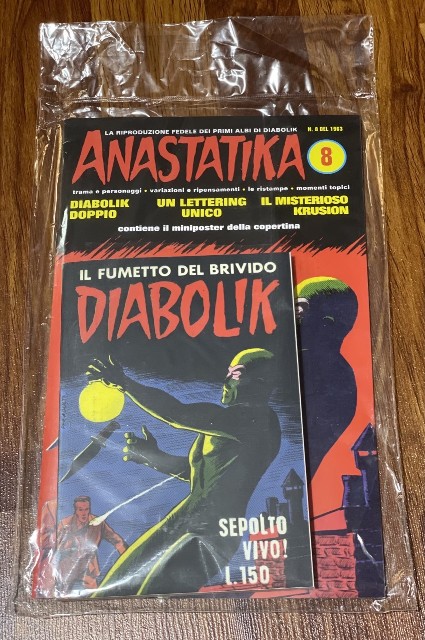 LA RIPRODUZIONE FEDELE DEI PRIMI ALBI DI DIABOLIK
N. 8 DEL 1963
ANASTATIKA 8
trama e personaggi • variazioni e ripensamenti • le ristampe • momenti topici
DIABOLIK DOPPIO
UN LETTERING UNICO
IL MISTERIOSO KRUSION
contiene il miniposter della copertina
IL FUMETTO DEL BRIVIDO
DIABOLIK
SEPOLTO
VIVO!
L.150